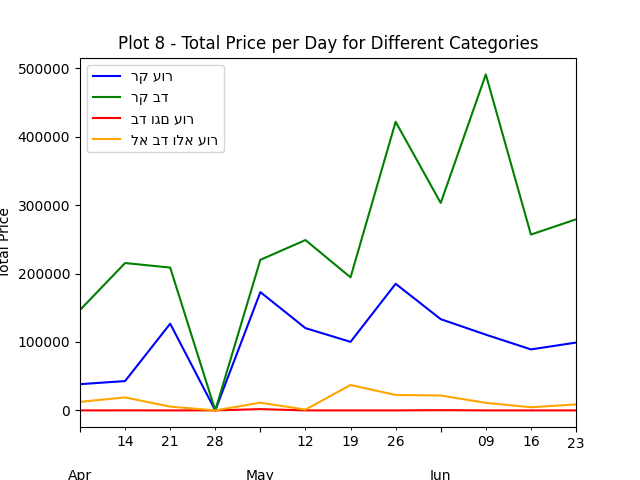 Plot 8 - Total Price per Day for Different Categories
רק עור
רק בד
בד וגם עור
לא בד ולא עור
Total Price
500000
400000
300000
200000
100000
0
14 21 28 12 19 26 09 16 23
Apr May Jun